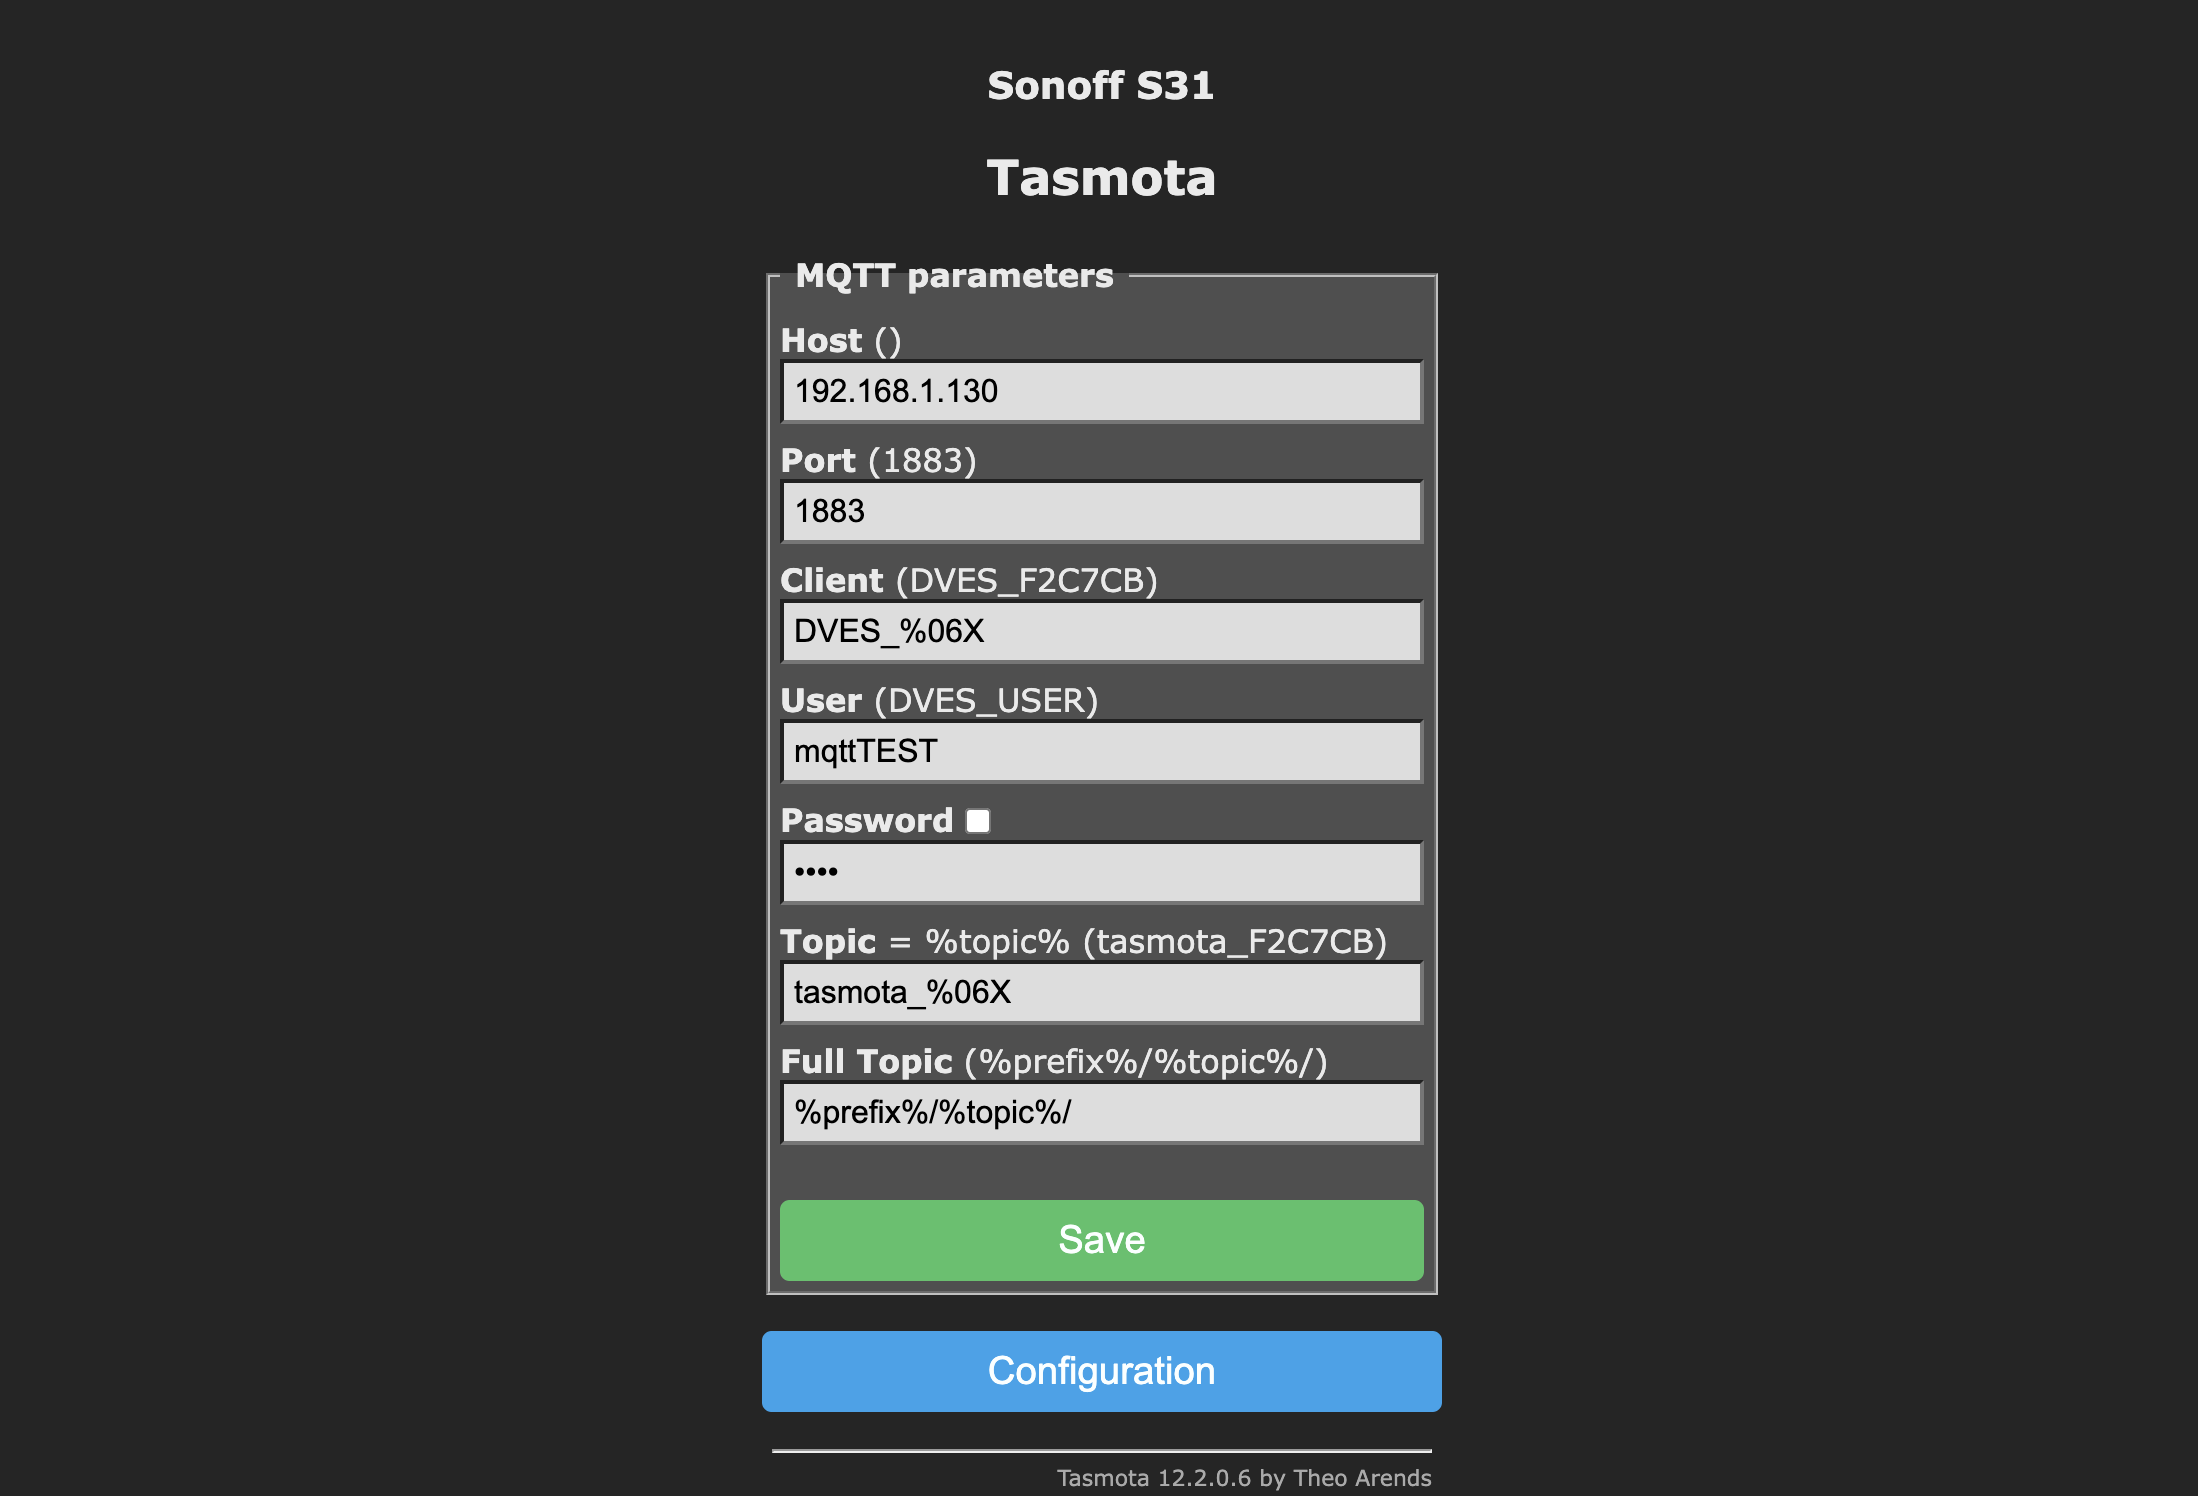 Sonoff S31
Tasmota
MQTT parameters
Host ()
192.168.1.130
Port (1883)
1883
Client (DVES_F2C7CB)
DVES_%06X
User (DVES_USER)
mqttTEST
Password
••••
Topic = %topic% (tasmota_F2C7CB)
tasmota_%06X
Full Topic (%prefix%/%topic%/)
%prefix%/%topic%/
Save
Configuration
Tasmota 12.2.0.6 by Theo Arends